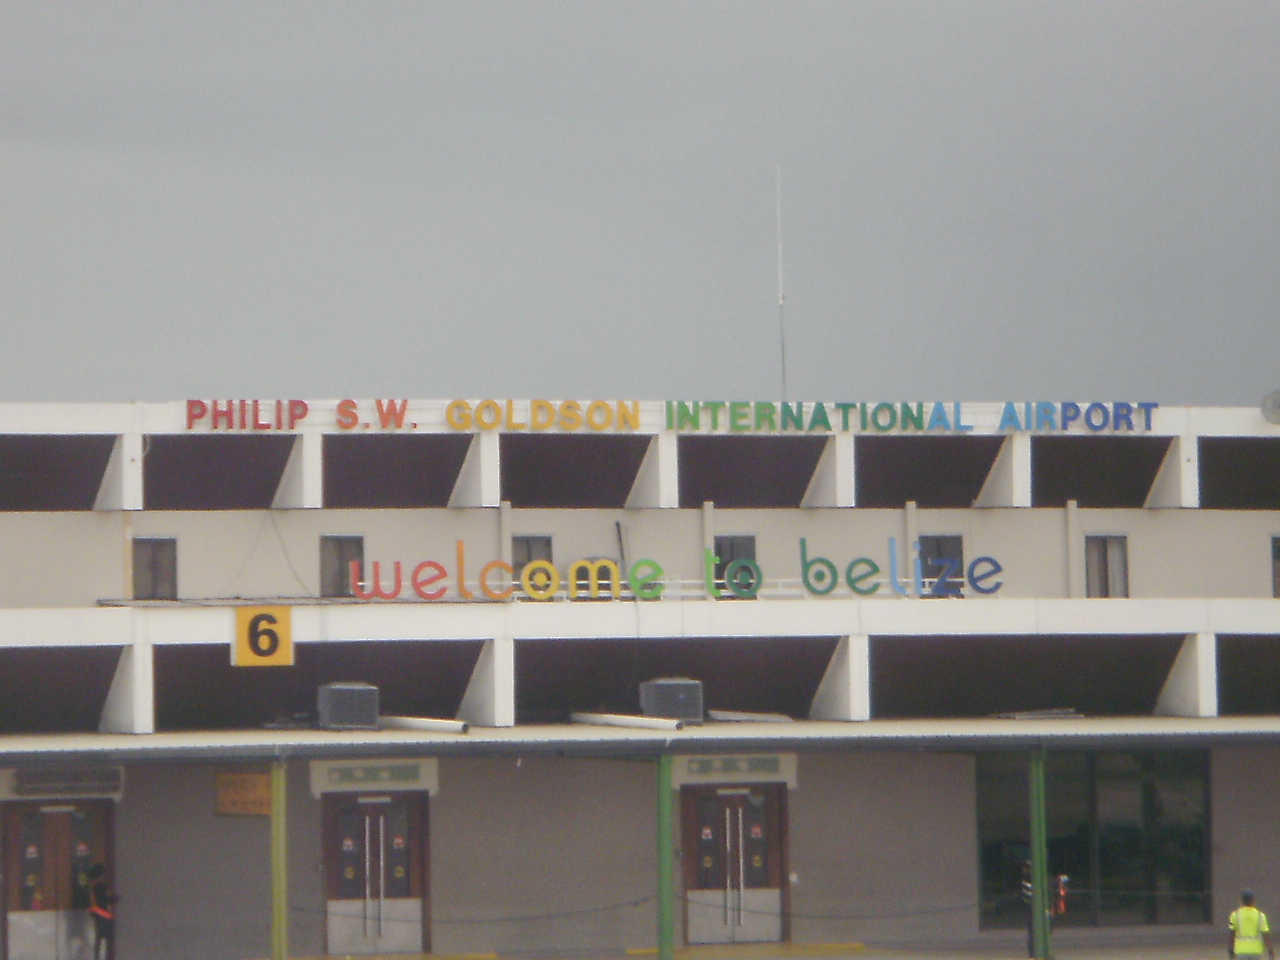 PHILIP S.W. GOLDSON INTERNATIONAL AIRPORT
welcome to belize
6